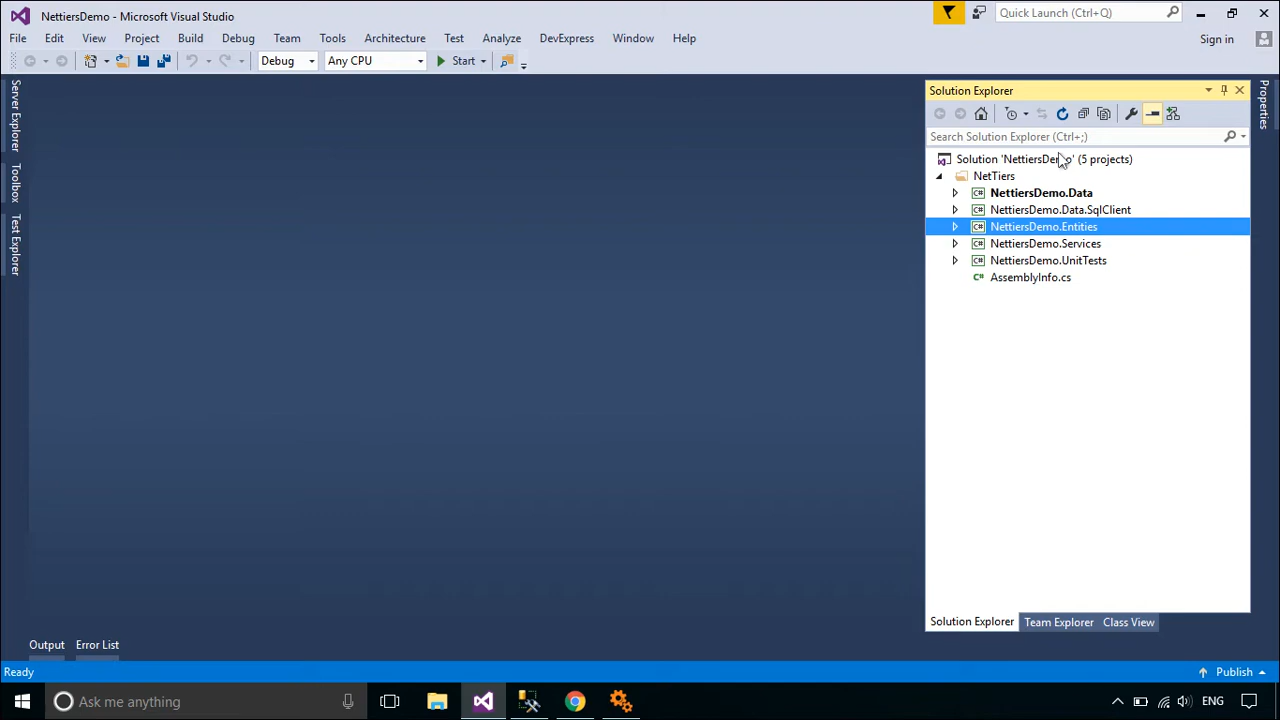 NettiersDemo - Microsoft Visual Studio
Quick Launch (Ctrl+Q)
File Edit View Project Build Debug Team Tools Architecture Test Analyze DevExpress Window Help
Sign in
Debug Any CPU Start
Server Explorer
Toolbox
Test Explorer
Solution Explorer
Properties
Search Solution Explorer (Ctrl+;)
Solution 'NettiersDemo' (5 projects)
NetTiers
C# NettiersDemo.Data
C# NettiersDemo.Data.SqlClient
C# NettiersDemo.Entities
C# NettiersDemo.Services
C# NettiersDemo.UnitTests
C# AssemblyInfo.cs
Solution Explorer Team Explorer Class View
Output Error List
Ready
Publish
Ask me anything
ENG